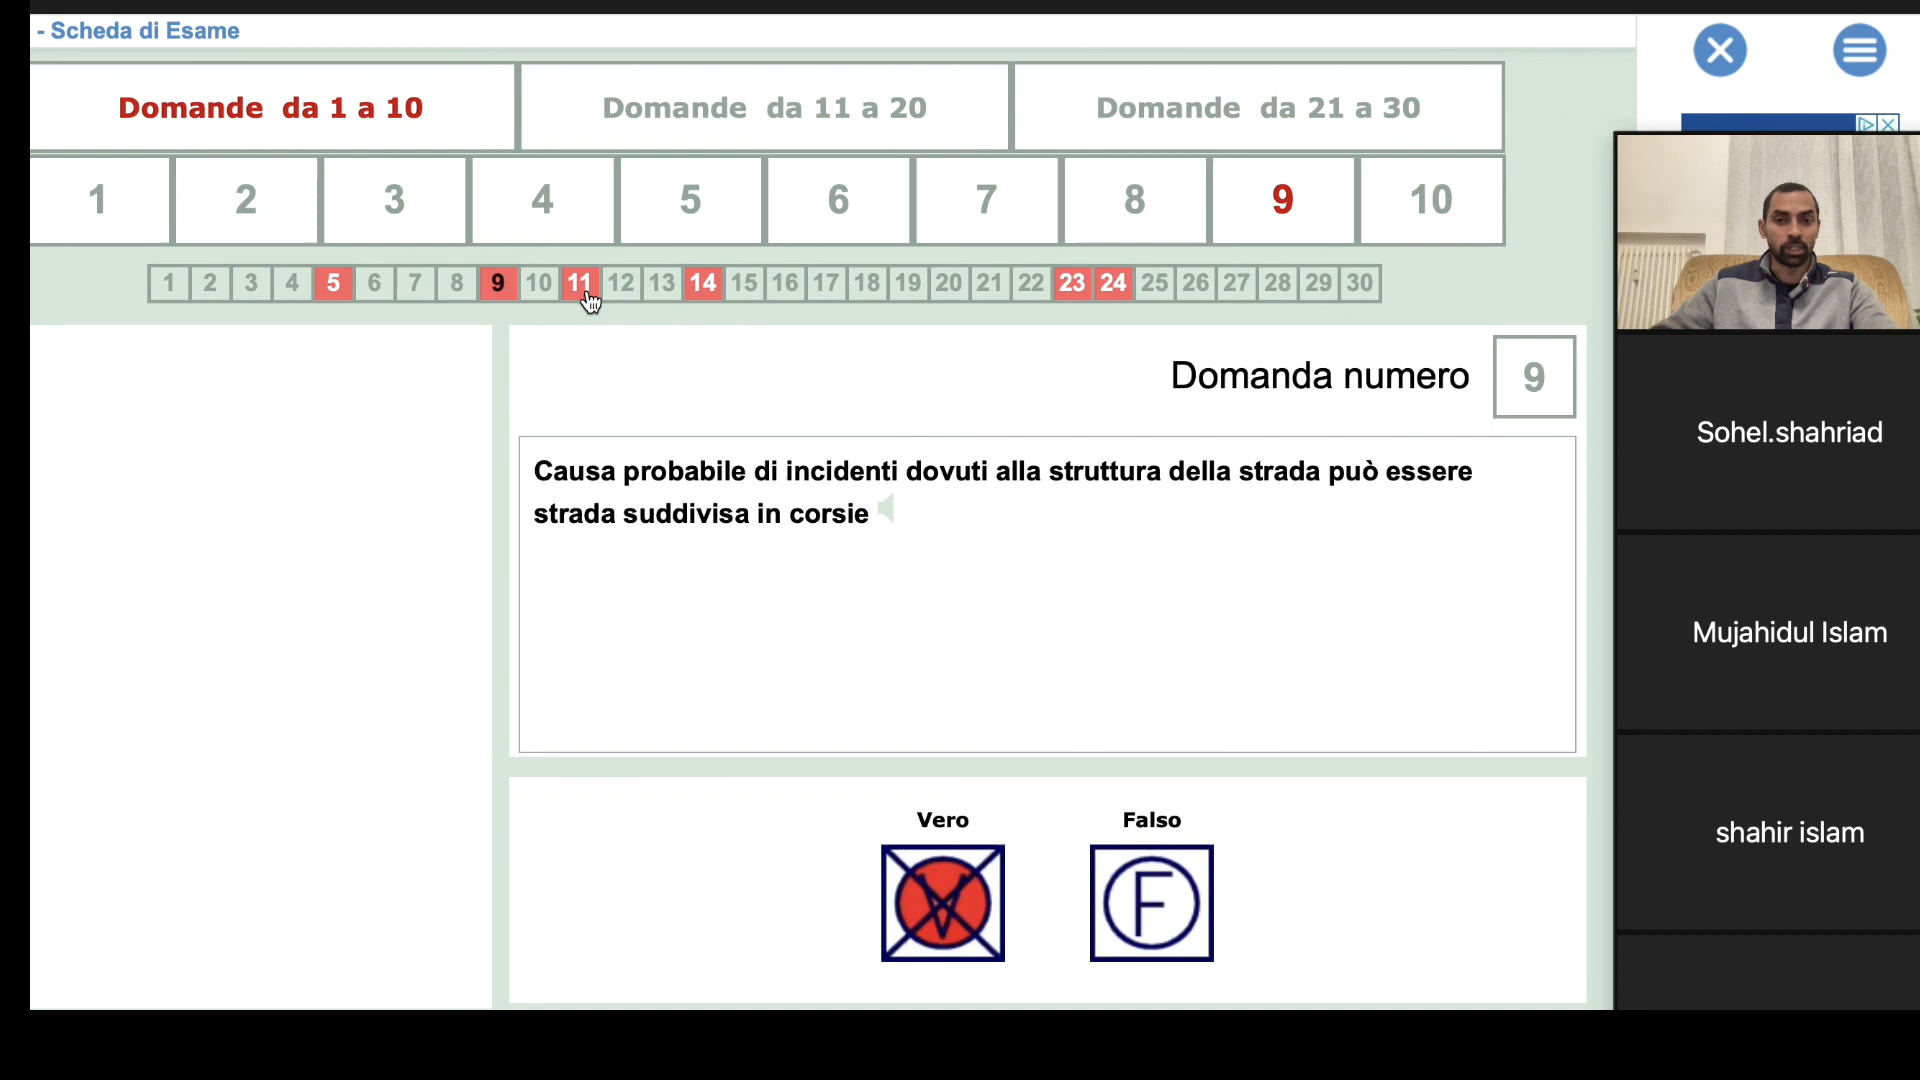 - Scheda di Esame
Domande da 1 a 10
Domande da 11 a 20
Domande da 21 a 30
1 2 3 4 5 6 7 8 9 10
1 2 3 4 5 6 7 8 9 10 11 12 13 14 15 16 17 18 19 20 21 22 23 24 25 26 27 28 29 30
Domanda numero 9
Causa probabile di incidenti dovuti alla struttura della strada può essere
strada suddivisa in corsie
Vero
Falso
V
F
Sohel.shahriad
Mujahidul Islam
shahir islam